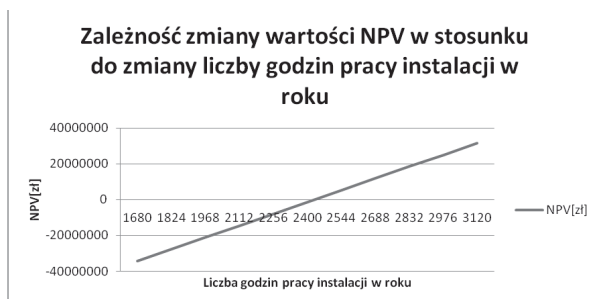 Zależność zmiany wartości NPV w stosunku
do zmiany liczby godzin pracy instalacji w
roku
40000000
20000000
0
-20000000
-40000000
NPV[zł]
1680 1824 1968 2112 2256 2400 2544 2688 2832 2976 3120
Liczba godzin pracy instalacji w roku
NPV[zł]